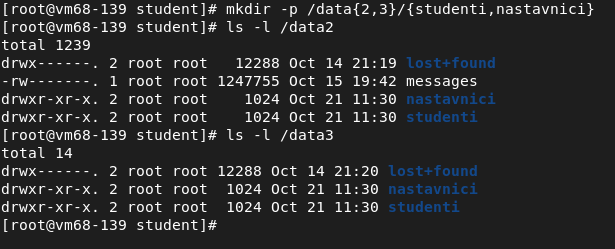 [root@vm68-139 student]# mkdir -p /data{2,3}/{studenti,nastavnici}
[root@vm68-139 student]# ls -l /data2
total 1239
drwx------. 2 root root   12288 Oct 14 21:19 lost+found
-rw-------. 1 root root 1247755 Oct 15 19:42 messages
drwxr-xr-x. 2 root root    1024 Oct 21 11:30 nastavnici
drwxr-xr-x. 2 root root    1024 Oct 21 11:30 studenti
[root@vm68-139 student]# ls -l /data3
total 14
drwx------. 2 root root 12288 Oct 14 21:20 lost+found
drwxr-xr-x. 2 root root  1024 Oct 21 11:30 nastavnici
drwxr-xr-x. 2 root root  1024 Oct 21 11:30 studenti
[root@vm68-139 student]#